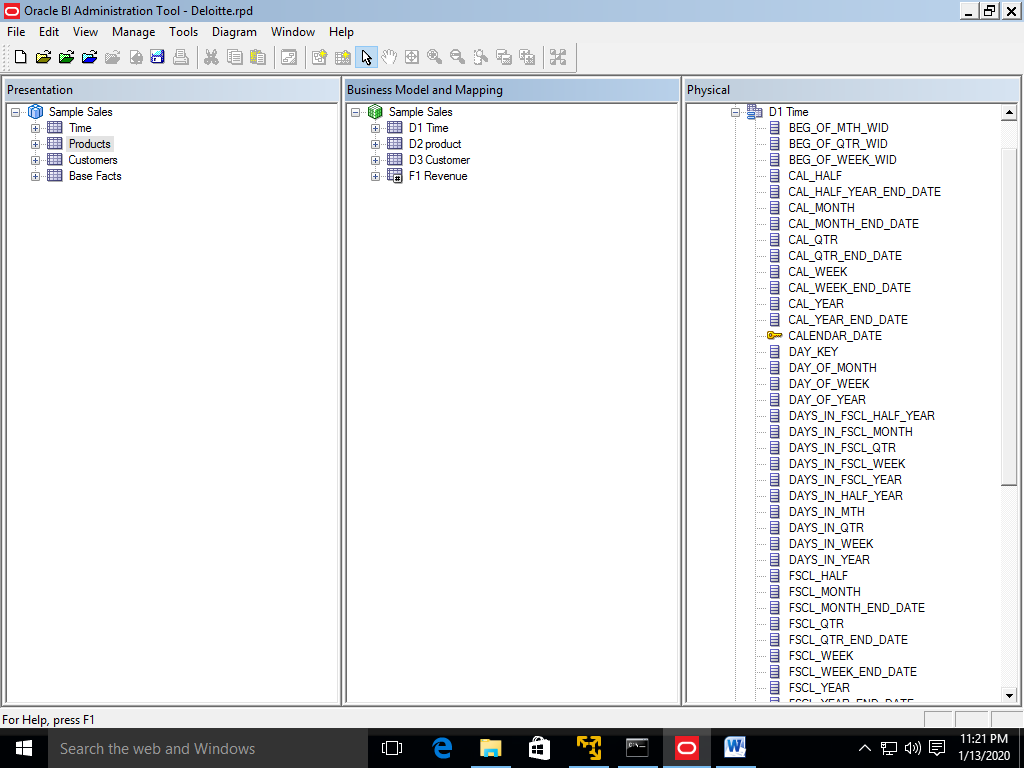 Oracle BI Administration Tool - Deloitte.rpd
File Edit View Manage Tools Diagram Window Help
Presentation
Sample Sales
Time
Products
Customers
Base Facts
Business Model and Mapping
Sample Sales
D1 Time
D2 product
D3 Customer
F1 Revenue
Physical
D1 Time
BEG_OF_MTH_WID
BEG_OF_QTR_WID
BEG_OF_WEEK_WID
CAL_HALF
CAL_HALF_YEAR_END_DATE
CAL_MONTH
CAL_MONTH_END_DATE
CAL_QTR
CAL_QTR_END_DATE
CAL_WEEK
CAL_WEEK_END_DATE
CAL_YEAR
CAL_YEAR_END_DATE
CALENDAR_DATE
DAY_KEY
DAY_OF_MONTH
DAY_OF_WEEK
DAY_OF_YEAR
DAYS_IN_FSCL_HALF_YEAR
DAYS_IN_FSCL_MONTH
DAYS_IN_FSCL_QTR
DAYS_IN_FSCL_WEEK
DAYS_IN_FSCL_YEAR
DAYS_IN_HALF_YEAR
DAYS_IN_MTH
DAYS_IN_QTR
DAYS_IN_WEEK
DAYS_IN_YEAR
FSCL_HALF
FSCL_MONTH
FSCL_MONTH_END_DATE
FSCL_QTR
FSCL_QTR_END_DATE
FSCL_WEEK
FSCL_WEEK_END_DATE
FSCL_YEAR
FSCL_YEAR_END_DATE
For Help, press F1
Search the web and Windows
11:21 PM
1/13/2020